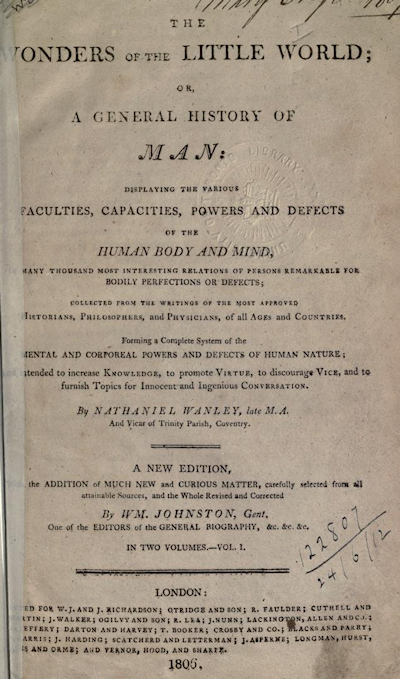 THE
WONDERS OF THE LITTLE WORLD;
OR,
A GENERAL HISTORY OF
MAN:
DISPLAYING THE VARIOUS
FACULTIES, CAPACITIES, POWERS AND DEFECTS
OF THE
HUMAN BODY AND MIND,
MANY THOUSAND MOST INTERESTING RELATIONS OF PERSONS REMARKABLE FOR
BODILY PERFECTIONS OR DEFECTS;
COLLECTED FROM THE WRITINGS OF THE MOST APPROVED
HISTORIANS, PHILOSOPHERS, and PHYSICIANS, of all AGES and COUNTRIES.
Forming a Complete System of the
MENTAL AND CORPOREAL POWERS AND DEFECTS OF HUMAN NATURE;
ntended to increase KNOWLEDGE, to promote VIRTUE, to discourage VICE, and to
furnish Topics for Innocent and Ingenious CONVERSATION.
By NATHANIEL WANLEY, late M.A.
And Vicar of Trinity Parish, Coventry.
A NEW EDITION,
the ADDITION of MUCH NEW and CURIOUS MATTER, carefully selected from all
attainable Sources, and the Whole Revised and Corrected
By WM. JOHNSTON, Gent.
One of the EDITORS of the GENERAL BIOGRAPHY, &c. &c. &c.
IN TWO VOLUMES.—VOL. I.
122807
24/6/12
LONDON:
ED FOR W. J. AND J. RICHARDSON; OTRIDGE AND SON; R. FAULDER; CUTHELL AND
RTIN; J. WALKER; OGILVY AND SON; R. LEA; J. NUNN; LACKINGTON, ALLEN AND CO.;
EFFERY; DARTON AND HARVEY; T. BOOKER; CROSBY AND CO.; BLACKS AND PARRY;
ARRIS; J. HARDING; SCATCHERD AND LETTERMAN; J. ASPERNE; LONGMAN, HURST,
S AND ORME; AND VERNOR, HOOD, AND SHARPE.
1806.